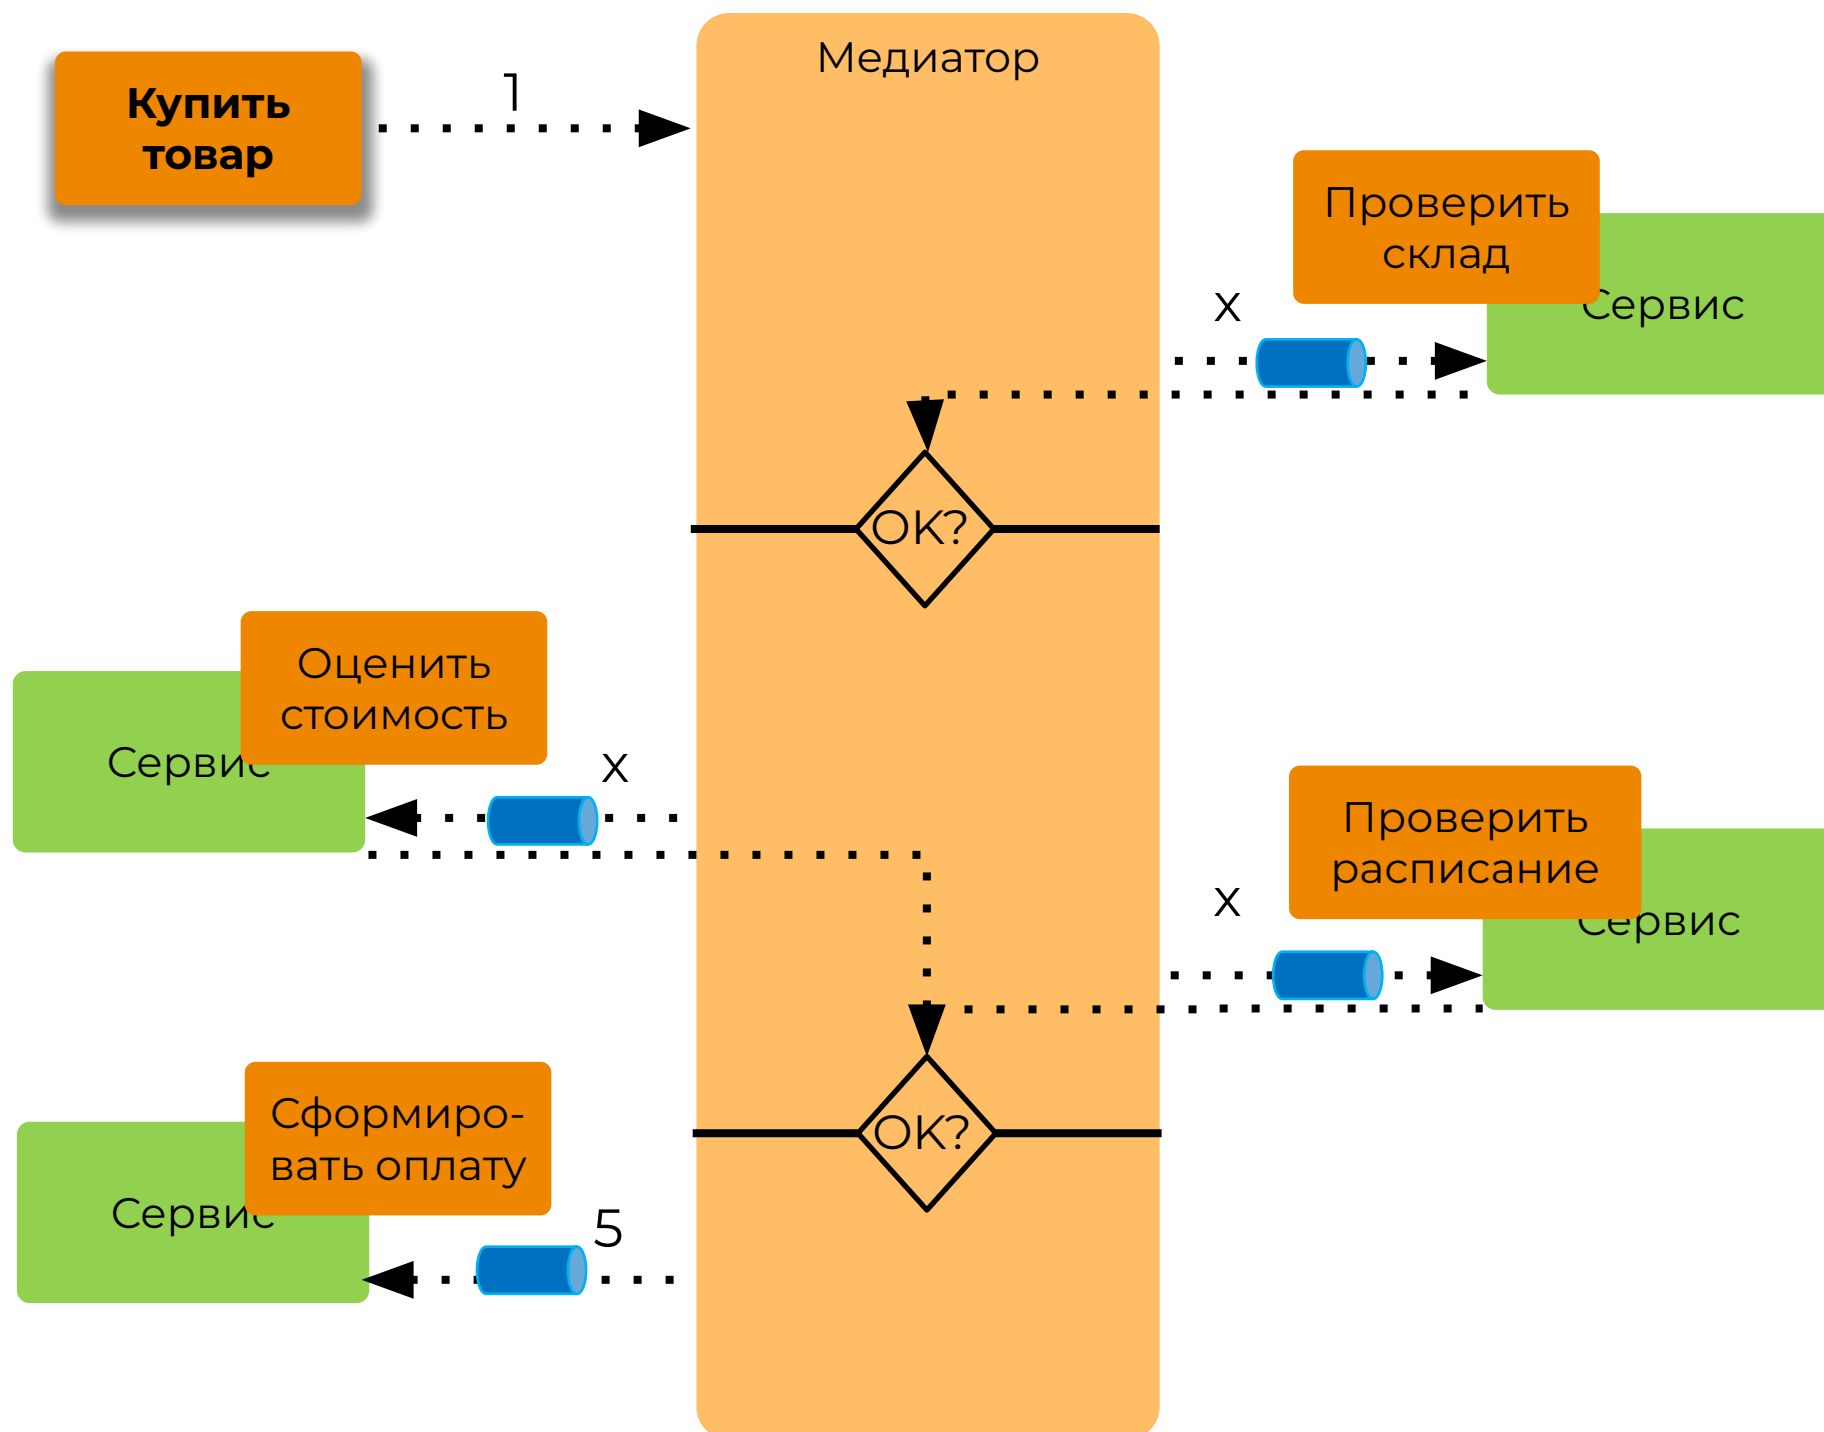 Медиатор
1
Купить
товар
Проверить
склад
Сервис
x
OK?
Оценить
стоимость
Сервис
x
Проверить
расписание
Сервис
x
Сформиро-
вать оплату
OK?
Сервис
5